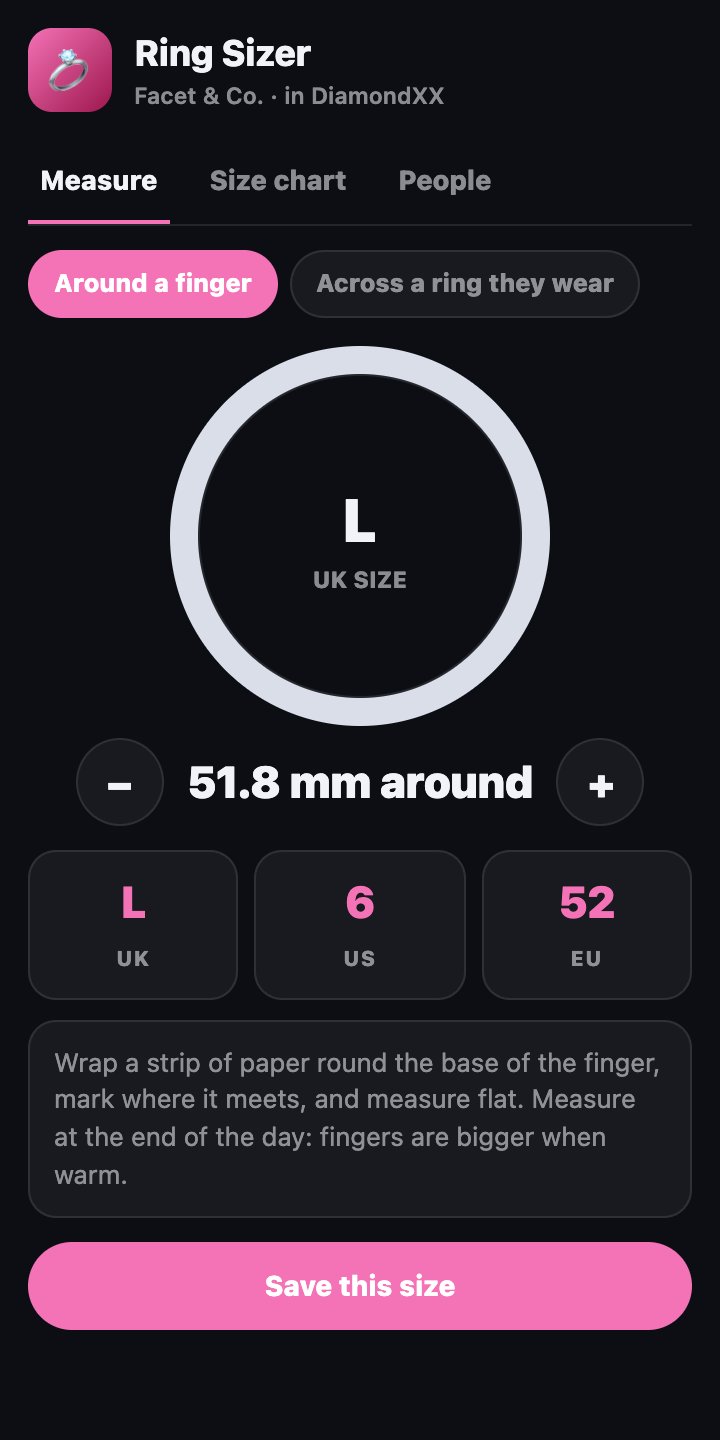 Ring Sizer
Facet & Co. · in DiamondXX
Measure
Size chart
People
Around a finger
Across a ring they wear
L
UK SIZE
−
51.8 mm around
+
L
UK
6
US
52
EU
Wrap a strip of paper round the base of the finger,
mark where it meets, and measure flat. Measure
at the end of the day: fingers are bigger when
warm.
Save this size